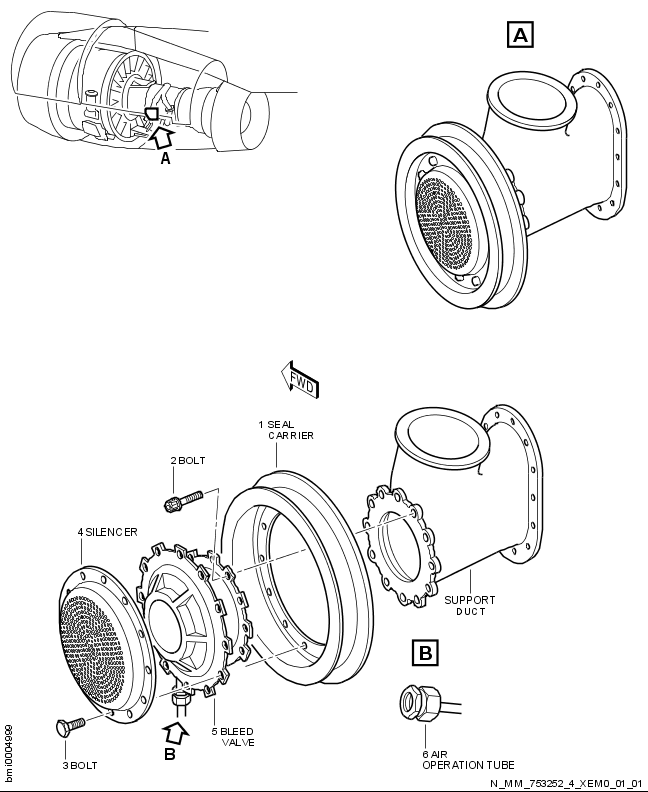 A
A
FWD
1 SEAL
CARRIER
2 BOLT
4 SILENCER
SUPPORT
DUCT
B
5 BLEED
VALVE
B
3 BOLT
6 AIR
OPERATION TUBE
bmi0004999
N_MM_753252_4_XEM0_01_01